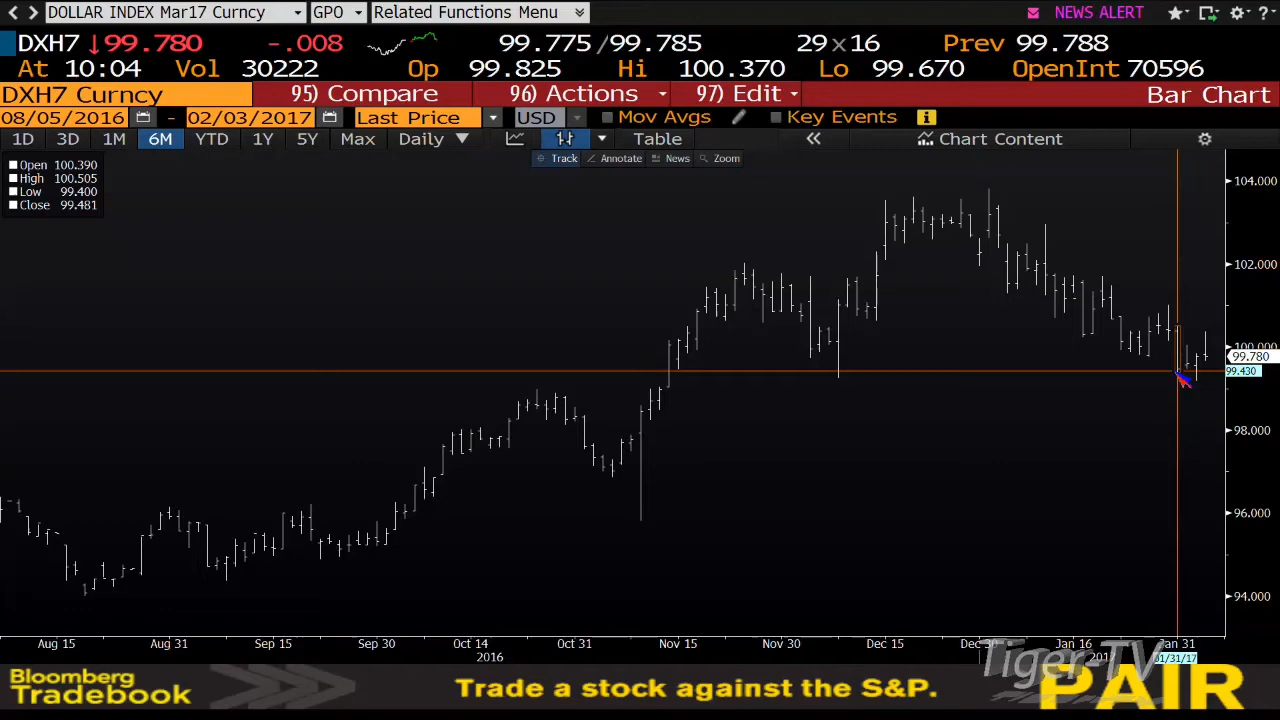 DOLLAR INDEX Mar17 Curncy GPO Related Functions Menu NEWS ALERT
DXH7 ↓99.780 -.008 99.775/99.785 29x16 Prev 99.788
At 10:04 Vol 30222 Op 99.825 Hi 100.370 Lo 99.670 OpenInt 70596
DXH7 Curncy 95) Compare 96) Actions 97) Edit Bar Chart
08/05/2016 - 02/03/2017 Last Price USD Mov Avgs Key Events
1D 3D 1M 6M YTD 1Y 5Y Max Daily Table Chart Content
Track Annotate News Zoom
Open 100.390
High 100.505
Low 99.400
Close 99.481
104.000
102.000
100.000
99.780
99.430
98.000
96.000
94.000
Aug 15 Aug 31 Sep 15 Sep 30 Oct 14 Oct 31 Nov 15 Nov 30 Dec 15 Dec 30 Jan 16 Jan 31
2016 01/31/17
Tiger-TV
Bloomberg
Tradebook
Trade a stock against the S&P.
PAIR